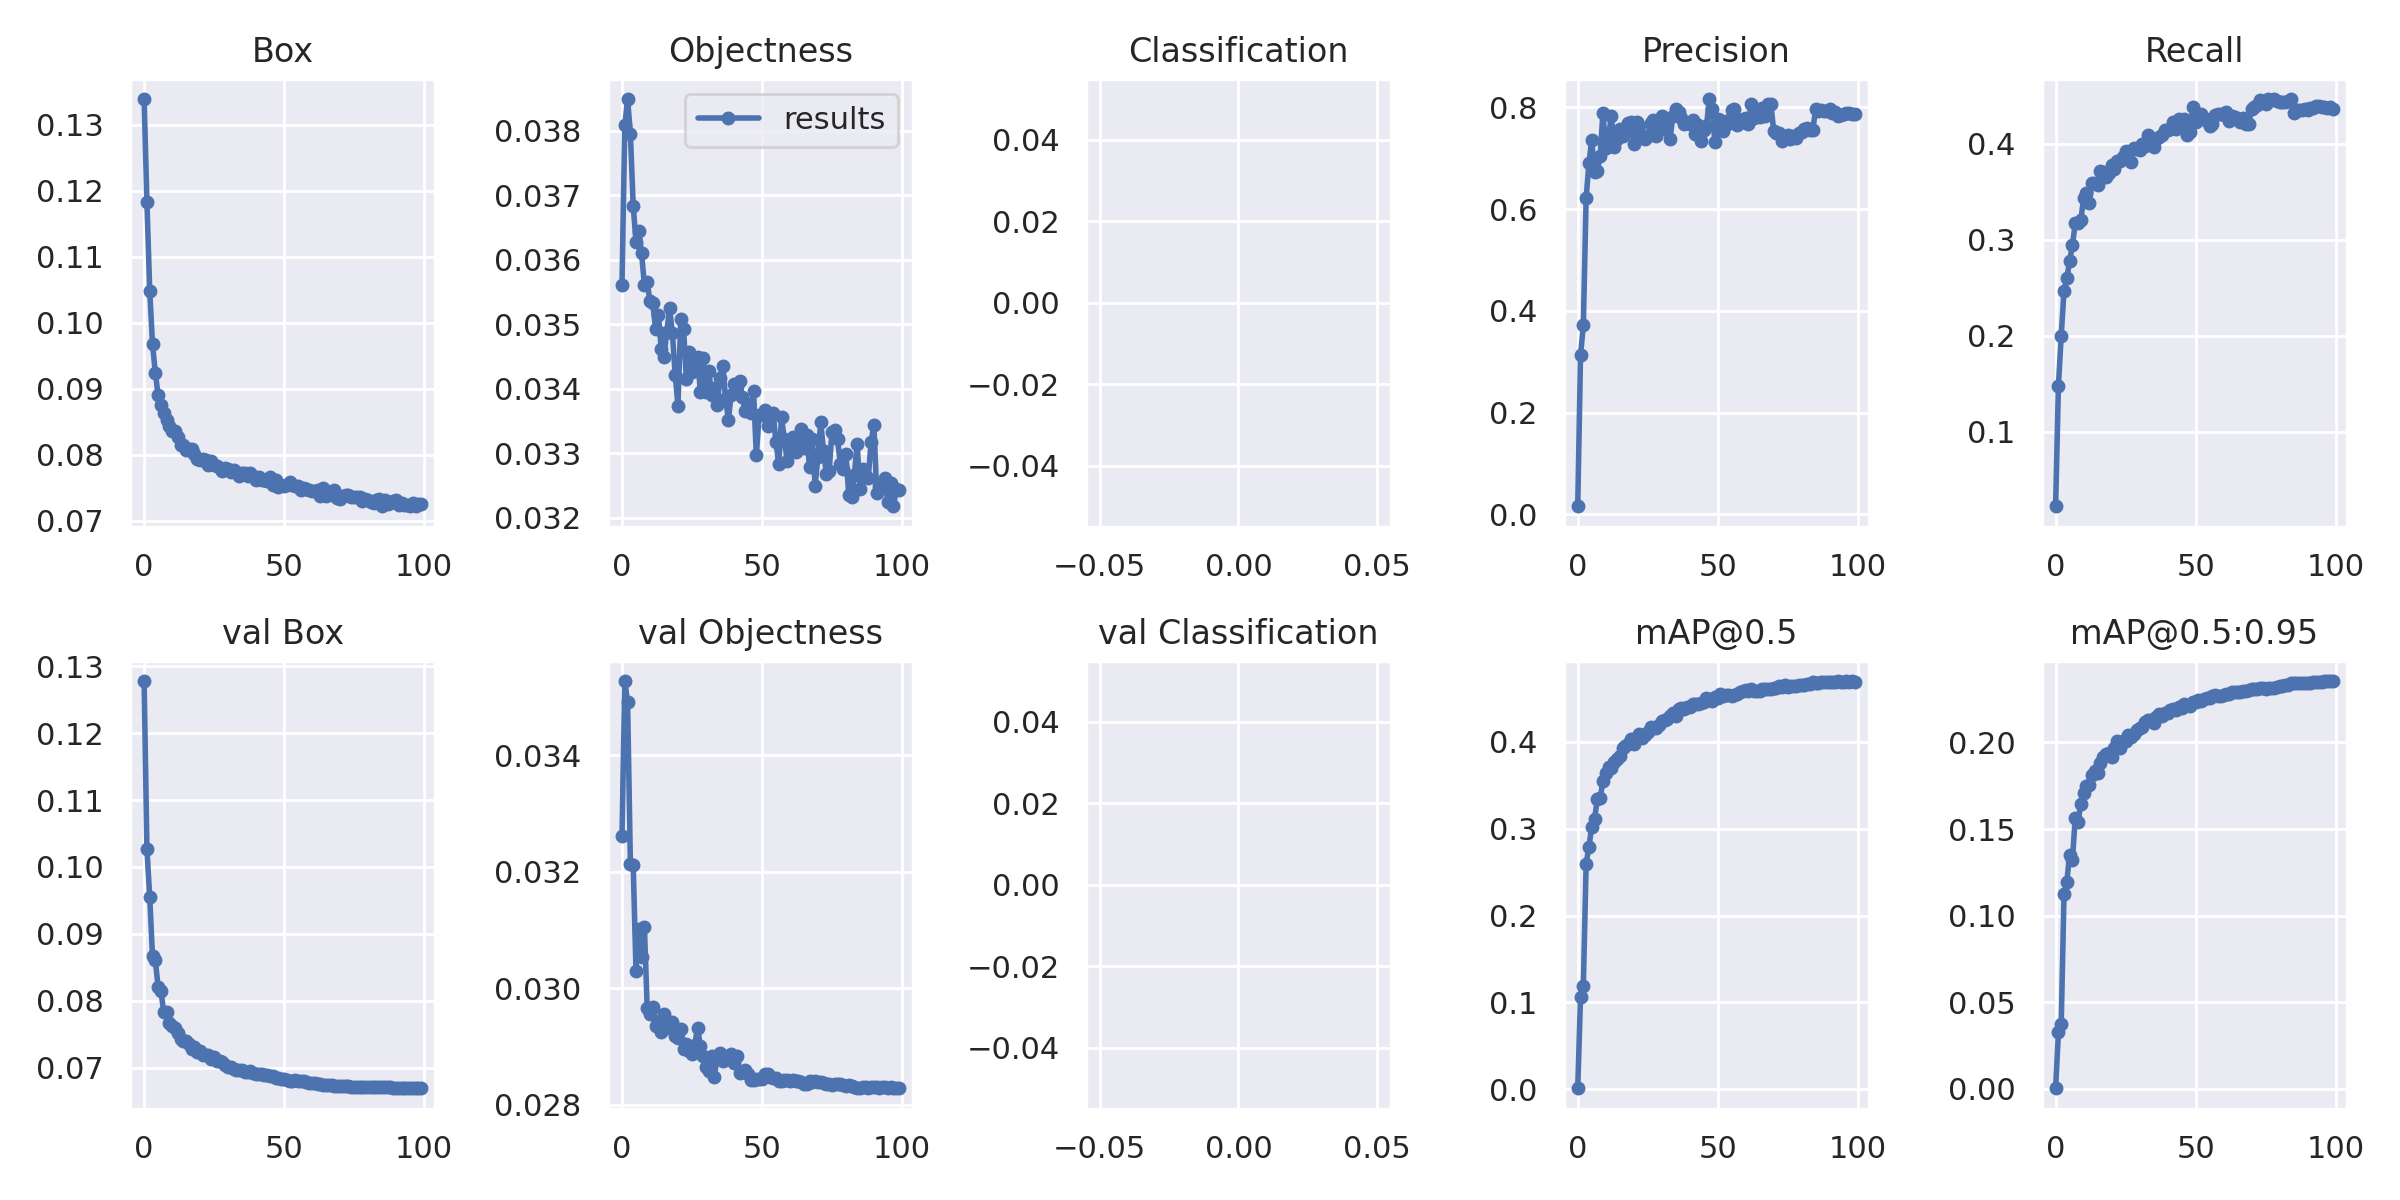 Box
Objectness
Classification
Precision
Recall
0.13
0.12
0.11
0.10
0.09
0.08
0.07
0 50 100
results
0.038
0.037
0.036
0.035
0.034
0.033
0.032
0 50 100
0.04
0.02
0.00
−0.02
−0.04
−0.05 0.00 0.05
0.8
0.6
0.4
0.2
0.0
0 50 100
0.4
0.3
0.2
0.1
0 50 100
val Box
val Objectness
val Classification
mAP@0.5
mAP@0.5:0.95
0.13
0.12
0.11
0.10
0.09
0.08
0.07
0 50 100
0.034
0.032
0.030
0.028
0 50 100
0.04
0.02
0.00
−0.02
−0.04
−0.05 0.00 0.05
0.4
0.3
0.2
0.1
0.0
0 50 100
0.20
0.15
0.10
0.05
0.00
0 50 100